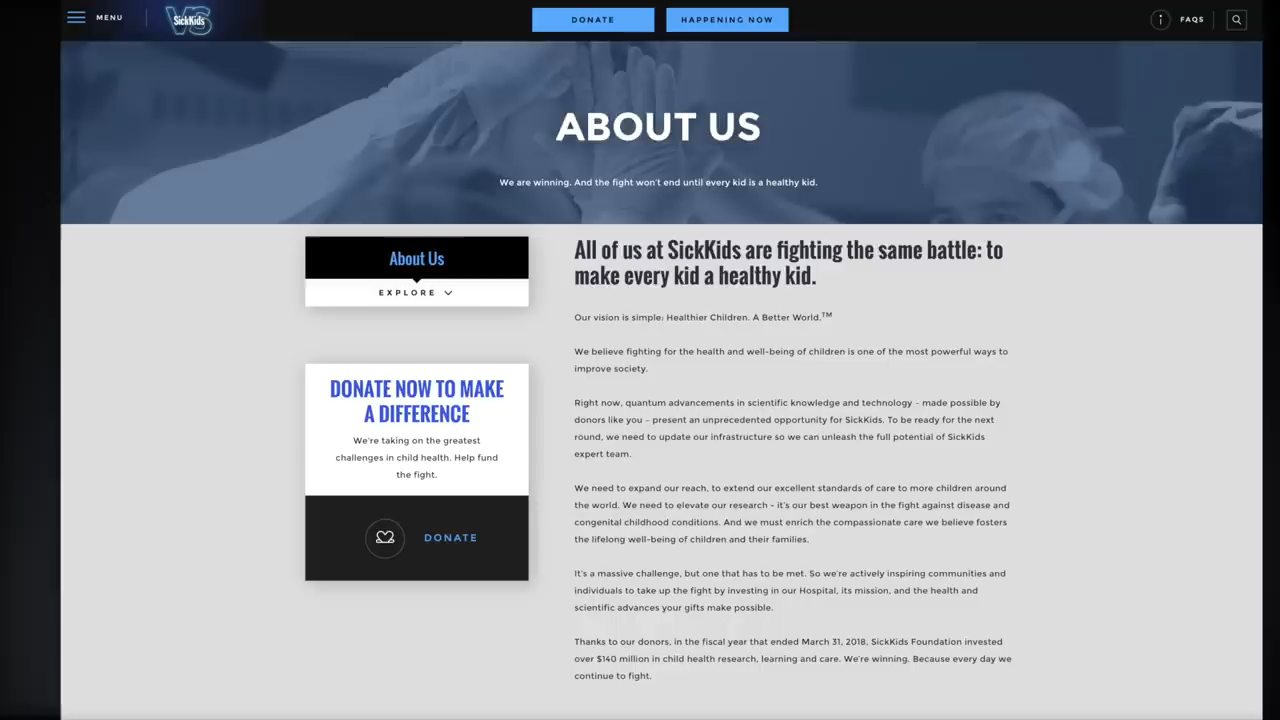 MENU
VS
SickKids
DONATE
HAPPENING NOW
FAQS
ABOUT US
We are winning. And the fight won't end until every kid is a healthy kid.
About Us
EXPLORE
DONATE NOW TO MAKE
A DIFFERENCE
We're taking on the greatest
challenges in child health. Help fund
the fight.
DONATE
All of us at SickKids are fighting the same battle: to
make every kid a healthy kid.
Our vision is simple: Healthier Children. A Better World.™
We believe fighting for the health and well-being of children is one of the most powerful ways to
improve society.
Right now, quantum advancements in scientific knowledge and technology – made possible by
donors like you – present an unprecedented opportunity for SickKids. To be ready for the next
round, we need to update our infrastructure so we can unleash the full potential of SickKids
expert team.
We need to expand our reach, to extend our excellent standards of care to more children around
the world. We need to elevate our research - it's our best weapon in the fight against disease and
congenital childhood conditions. And we must enrich the compassionate care we believe fosters
the lifelong well-being of children and their families.
It's a massive challenge, but one that has to be met. So we're actively inspiring communities and
individuals to take up the fight by investing in our Hospital, its mission, and the health and
scientific advances your gifts make possible.
Thanks to our donors, in the fiscal year that ended March 31, 2018, SickKids Foundation invested
over $140 million in child health research, learning and care. We're winning. Because every day we
continue to fight.